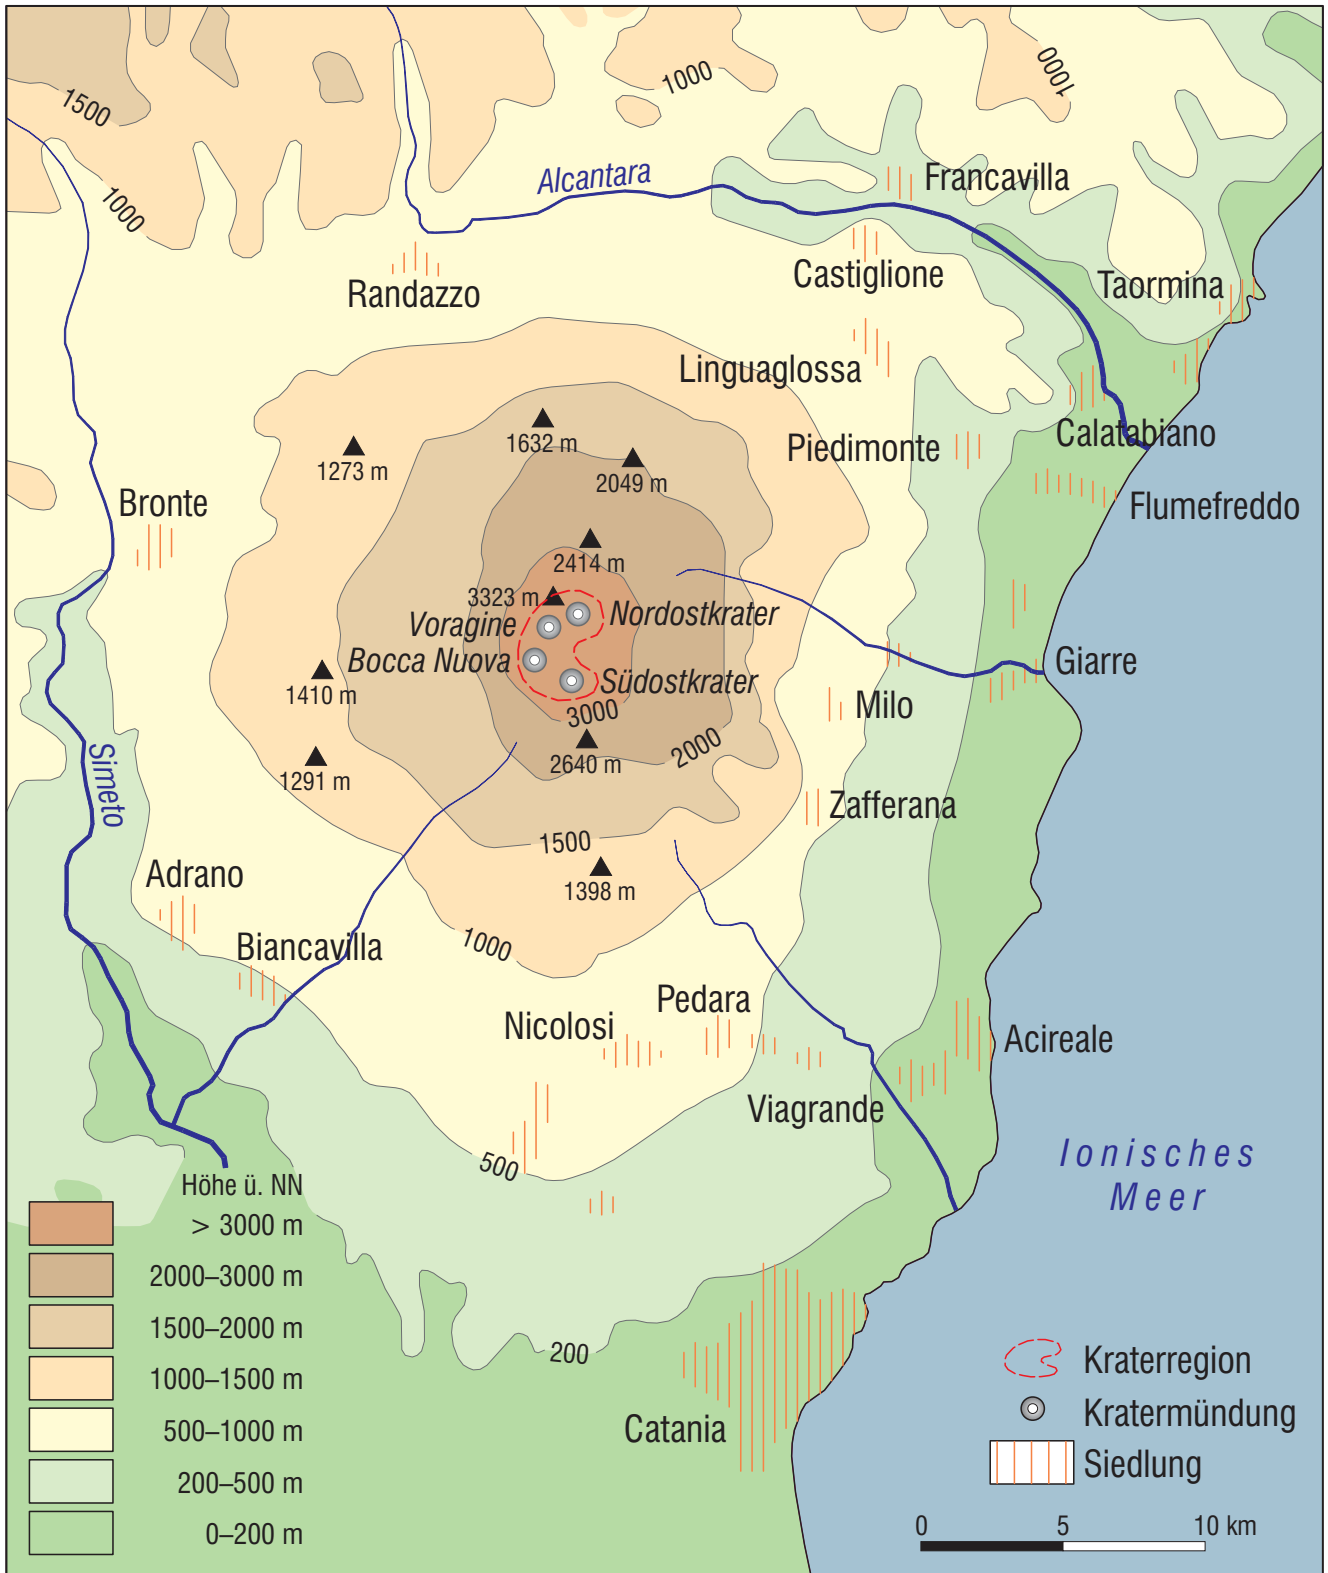 1000
1000
1500
1000
Alcantara
Francavilla
Castiglione
Taormina
Randazzo
Linguaglossa
1632 m
Piedimonte
Calatabiano
1273 m
2049 m
Bronte
Flumefreddo
2414 m
3323 m
Nordostkrater
Voragine
Bocca Nuova
Giarre
Südostkrater
1410 m
Milo
3000
2000
2640 m
1291 m
Simeto
Zafferana
1500
Adrano
1398 m
Biancavilla
1000
Pedara
Nicolosi
Acireale
Viagrande
500
Ionisches
Meer
200
Catania
Höhe ü. NN
> 3000 m
2000–3000 m
1500–2000 m
1000–1500 m
500–1000 m
200–500 m
0–200 m
Kraterregion
Kratermündung
Siedlung
0 5 10 km